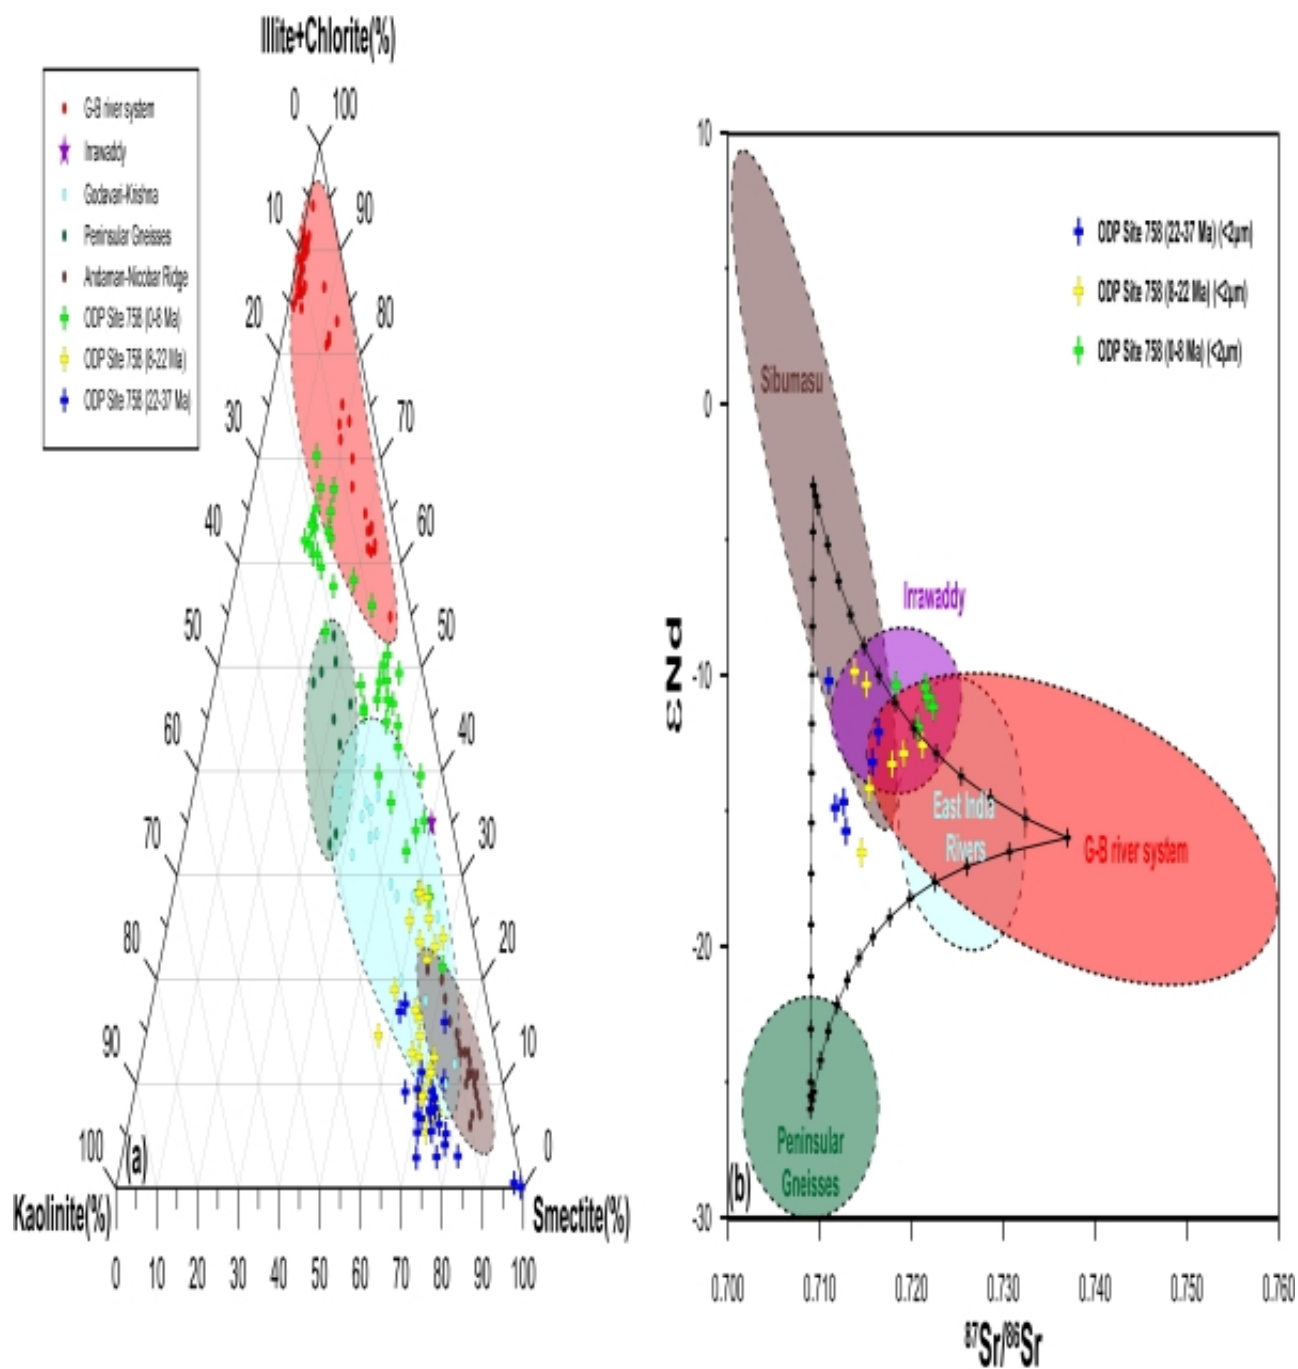 Illite+Chlorite(%)
G-B river system
Irrawaddy
Godavari-Krishna
Peninsular Gneisses
Andaman-Nicobar Ridge
ODP Site 758 (0-8 Ma)
ODP Site 758 (8-22 Ma)
ODP Site 758 (22-37 Ma)
0 100
10 90
20 80
30 70
40 60
50 50
60 40
70 30
80 20
90 10
100 0
(a)
Kaolinite(%) Smectite(%)
0 10 20 30 40 50 60 70 80 90 100
10
0
-10
-20
-30
εNd
ODP Site 758 (22-37 Ma) (<2μm)
ODP Site 758 (8-22 Ma) (<2μm)
ODP Site 758 (0-8 Ma) (<2μm)
Sibumasu
Irrawaddy
East India
Rivers
G-B river system
Peninsular
Gneisses
(b)
0.700 0.710 0.720 0.730 0.740 0.750 0.760
⁸⁷Sr/⁸⁶Sr